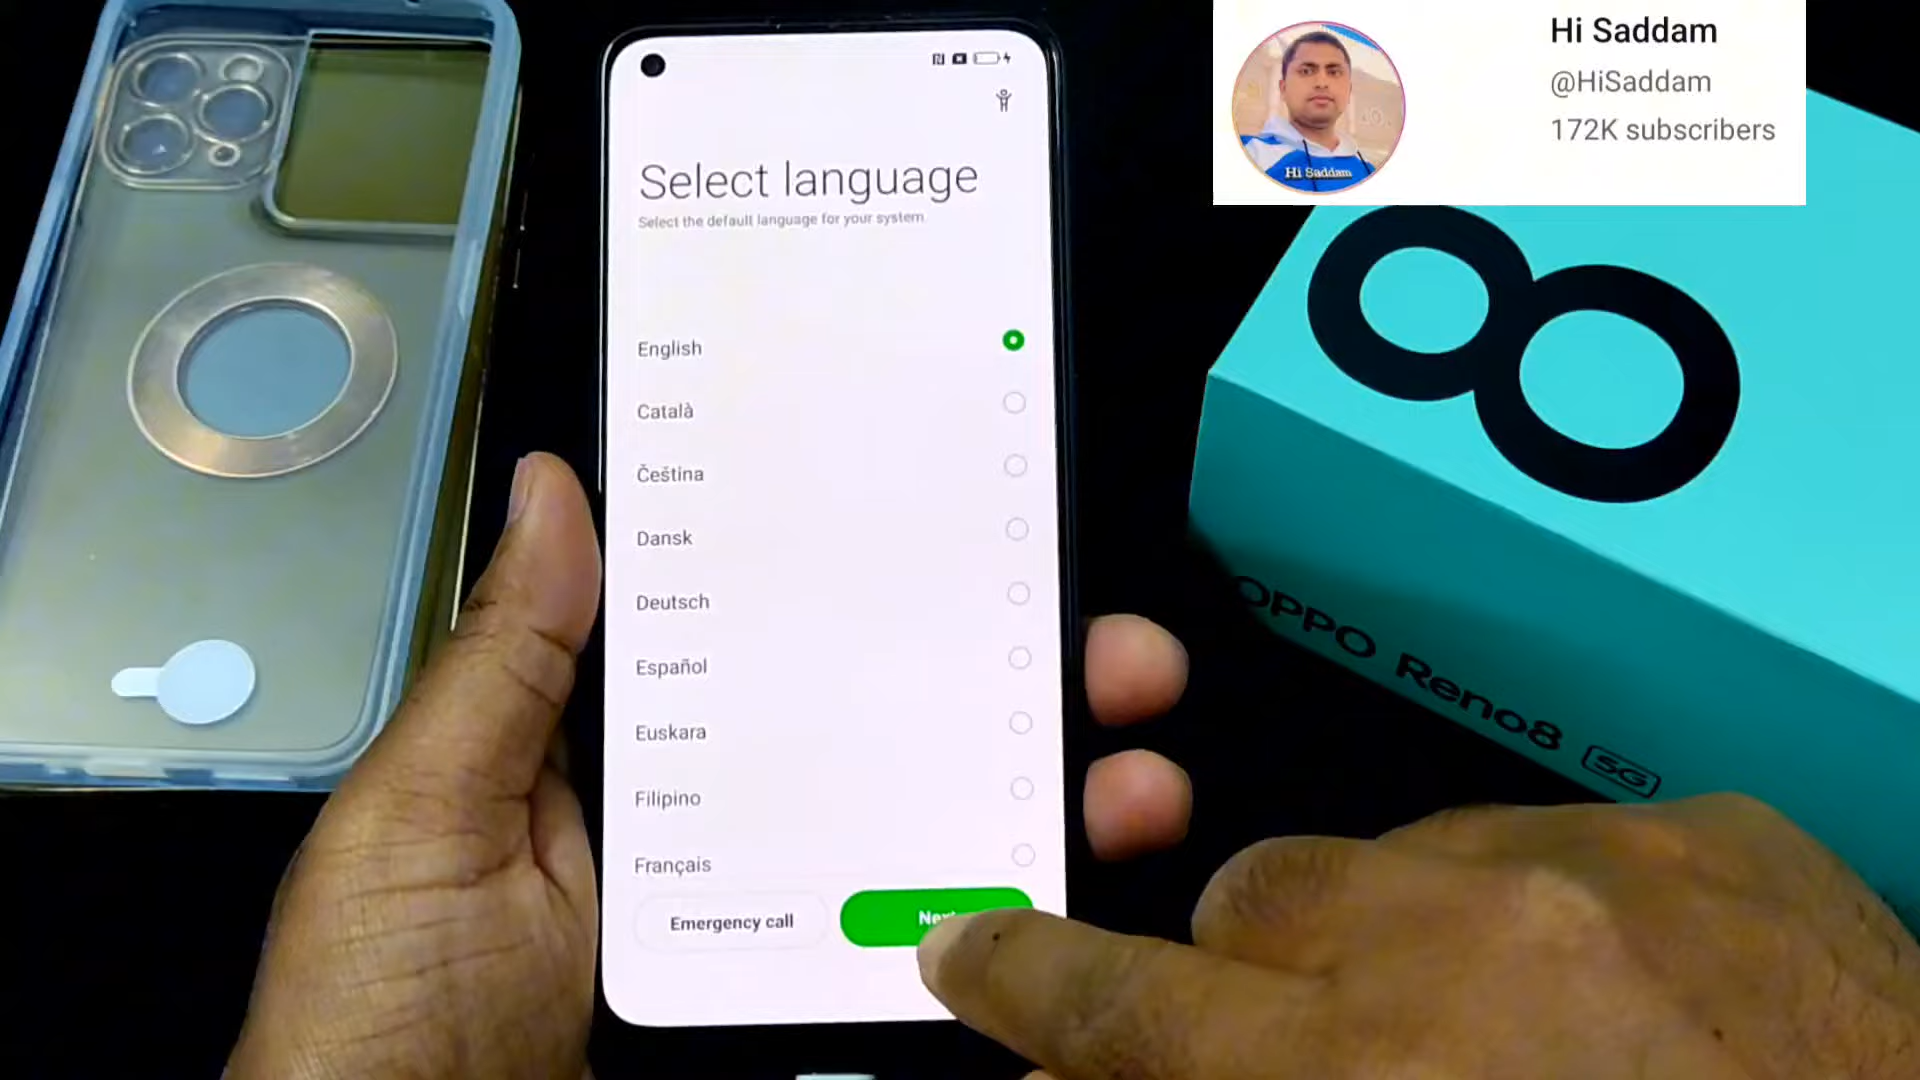 Hi Saddam
@HiSaddam
172K subscribers
Hi Saddam
Select language
Select the default language for your system
English
Català
Čeština
Dansk
Deutsch
Español
Euskara
Filipino
Français
Emergency call
8
OPPO Reno8 5G